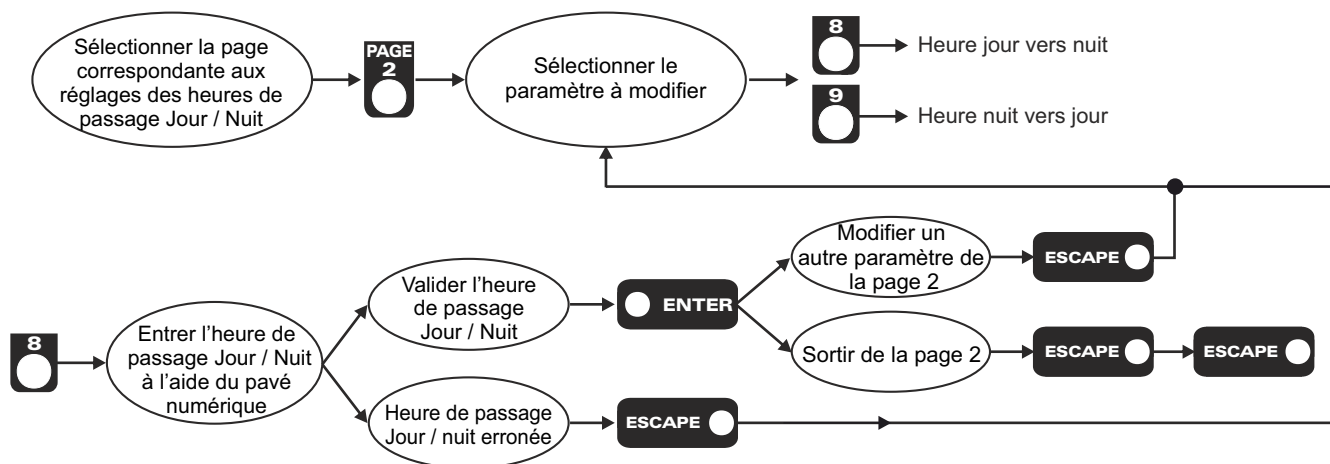 Sélectionner la page
correspondante aux
réglages des heures de
passage Jour / Nuit
PAGE
2
Sélectionner le
paramètre à modifier
8
Heure jour vers nuit
9
Heure nuit vers jour
8
Entrer l'heure de
passage Jour / Nuit
à l'aide du pavé
numérique
Valider l'heure
de passage
Jour / Nuit
ENTER
Modifier un
autre paramètre de
la page 2
ESCAPE
Sortir de la page 2
ESCAPE
ESCAPE
Heure de passage
Jour / nuit erronée
ESCAPE